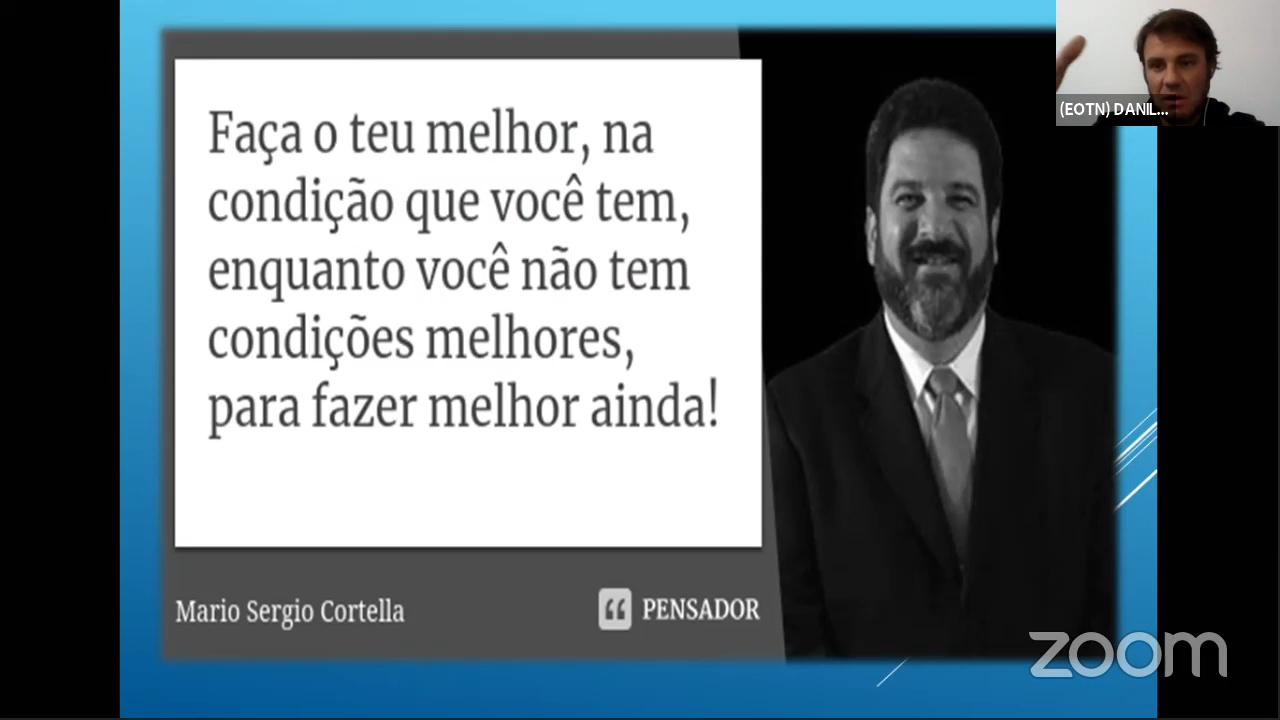 Faça o teu melhor, na
condição que você tem,
enquanto você não tem
condições melhores,
para fazer melhor ainda!
Mario Sergio Cortella
PENSADOR
(EOTN) DANIL...
zoom